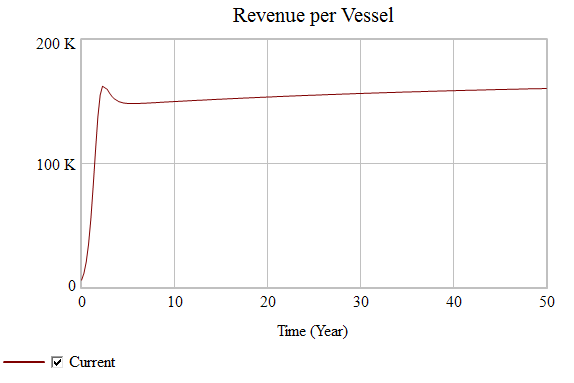 Revenue per Vessel
200 K
100 K
0
0 10 20 30 40 50
Time (Year)
Current